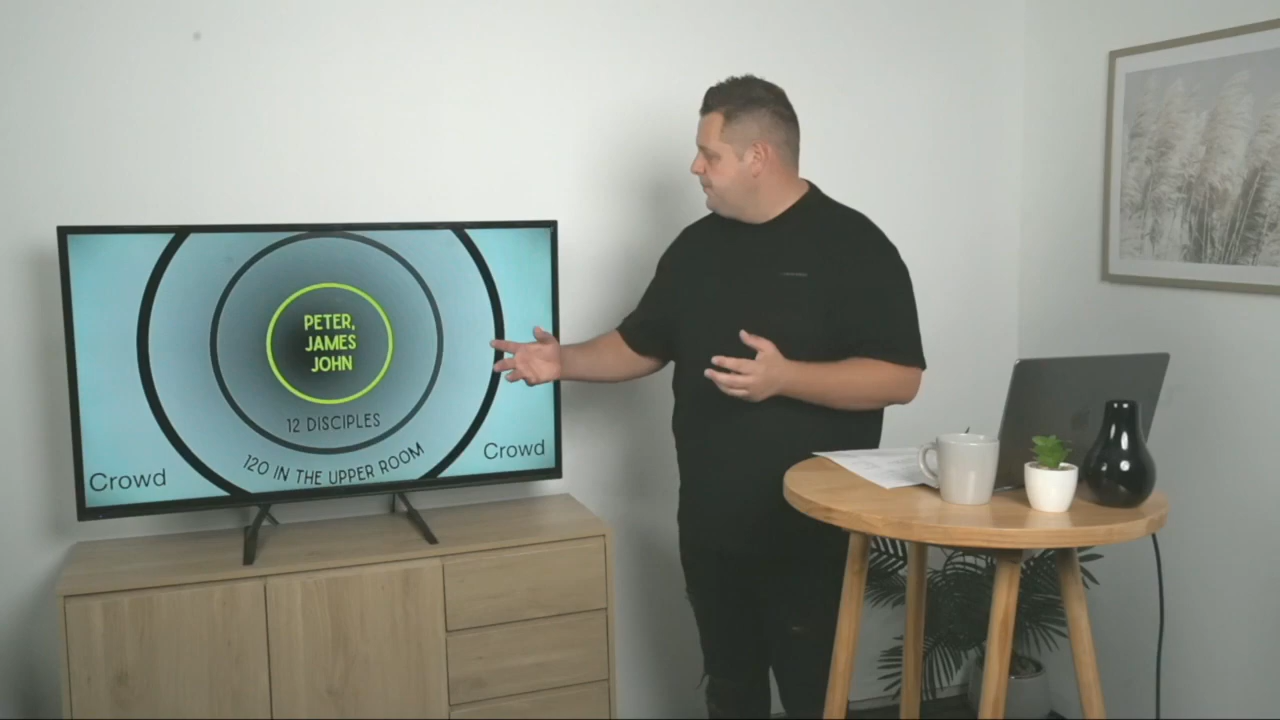 PETER,
JAMES
JOHN
12 DISCIPLES
120 IN THE UPPER ROOM
Crowd
Crowd